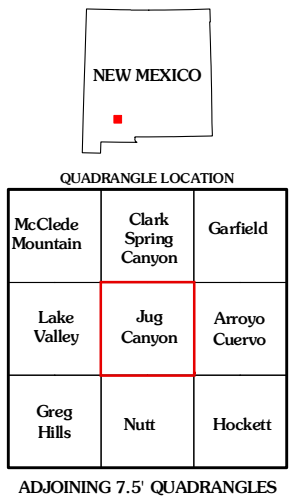 NEW MEXICO
QUADRANGLE LOCATION
McClede
Mountain
Clark
Spring
Canyon
Garfield
Lake
Valley
Jug
Canyon
Arroyo
Cuervo
Greg
Hills
Nutt
Hockett
ADJOINING 7.5' QUADRANGLES